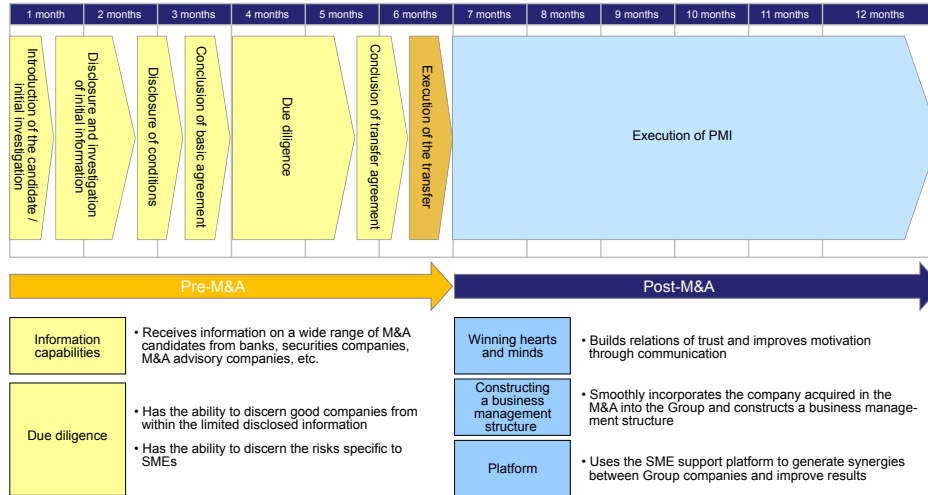 1 month
2 months
3 months
4 months
5 months
6 months
7 months
8 months
9 months
10 months
11 months
12 months
Introduction of the candidate /
initial investigation
Disclosure and investigation
of initial information
Disclosure of conditions
Conclusion of basic agreement
Due diligence
Conclusion of transfer agreement
Execution of the transfer
Execution of PMI
Pre-M&A
Post-M&A
Information
capabilities
• Receives information on a wide range of M&A
candidates from banks, securities companies,
M&A advisory companies, etc.
Due diligence
• Has the ability to discern good companies from
within the limited disclosed information
• Has the ability to discern the risks specific to
SMEs
Winning hearts
and minds
• Builds relations of trust and improves motivation
through communication
Constructing
a business
management
structure
• Smoothly incorporates the company acquired in the
M&A into the Group and constructs a business manage-
ment structure
Platform
• Uses the SME support platform to generate synergies
between Group companies and improve results